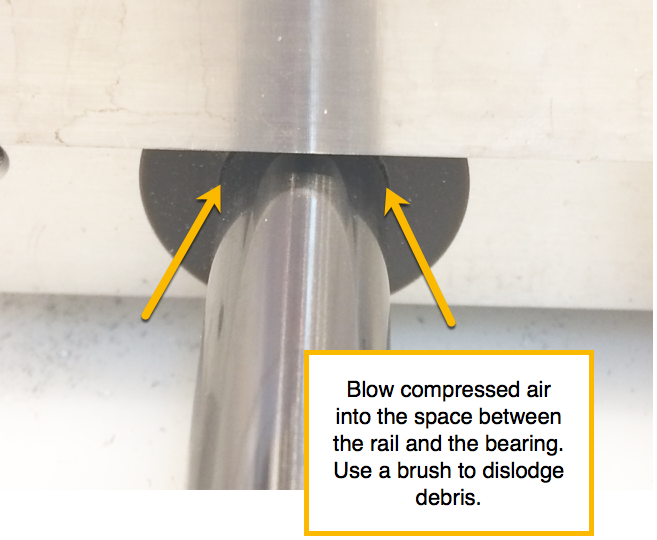 Blow compressed air
into the space between
the rail and the bearing.
Use a brush to dislodge
debris.